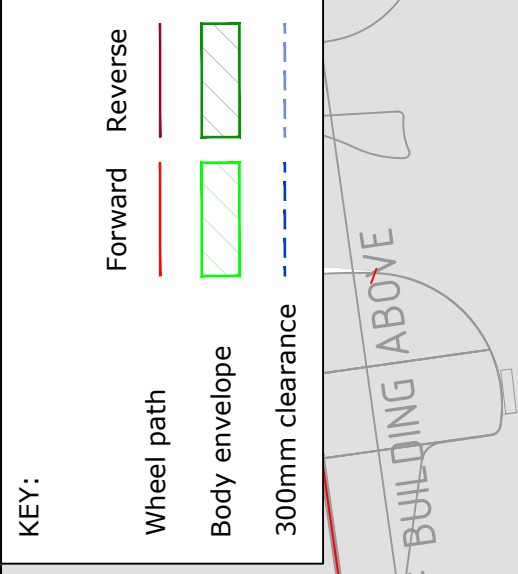 KEY:
Forward Reverse
Wheel path
Body envelope
300mm clearance
BUILDING ABOVE